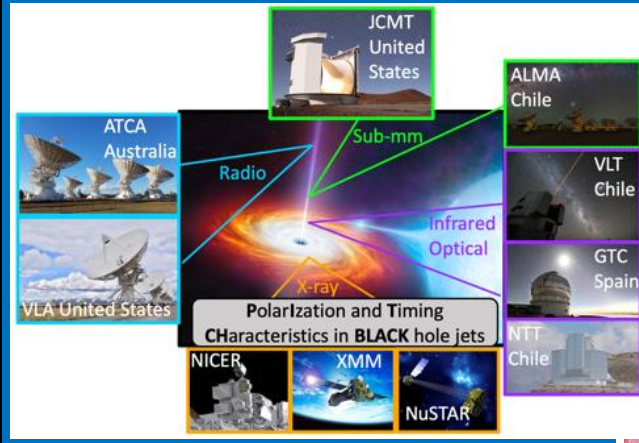 JCMT
United
States
ATCA
Australia
ALMA
Chile
Sub-mm
Radio
VLT
Chile
Infrared
Optical
GTC
Spain
VLA United States
X-ray
PolarIzation and Timing
CHaracteristics in BLACK hole jets
NTT
Chile
NICER
XMM
NuSTAR